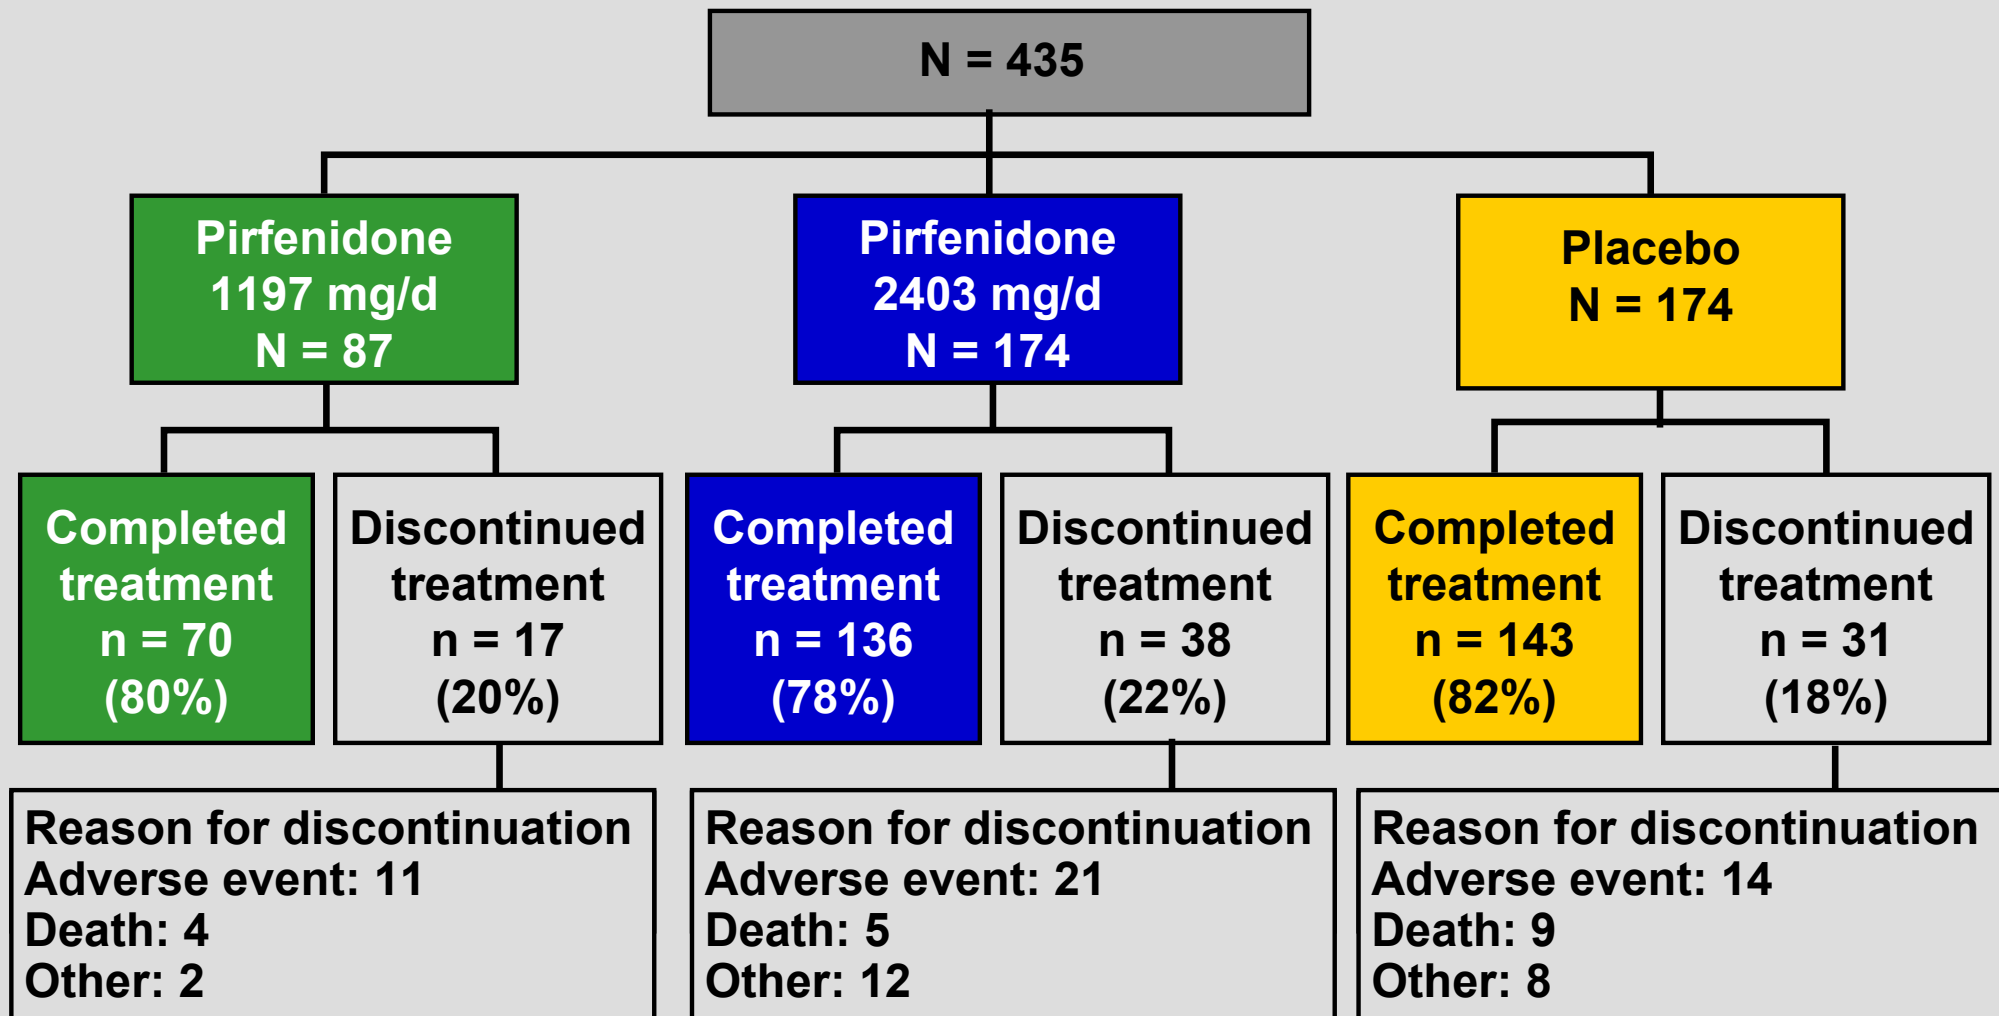 N = 435
Pirfenidone
1197 mg/d
N = 87
Pirfenidone
2403 mg/d
N = 174
Placebo
N = 174
Completed
treatment
n = 70
(80%)
Discontinued
treatment
n = 17
(20%)
Completed
treatment
n = 136
(78%)
Discontinued
treatment
n = 38
(22%)
Completed
treatment
n = 143
(82%)
Discontinued
treatment
n = 31
(18%)
Reason for discontinuation
Adverse event: 11
Death: 4
Other: 2
Reason for discontinuation
Adverse event: 21
Death: 5
Other: 12
Reason for discontinuation
Adverse event: 14
Death: 9
Other: 8